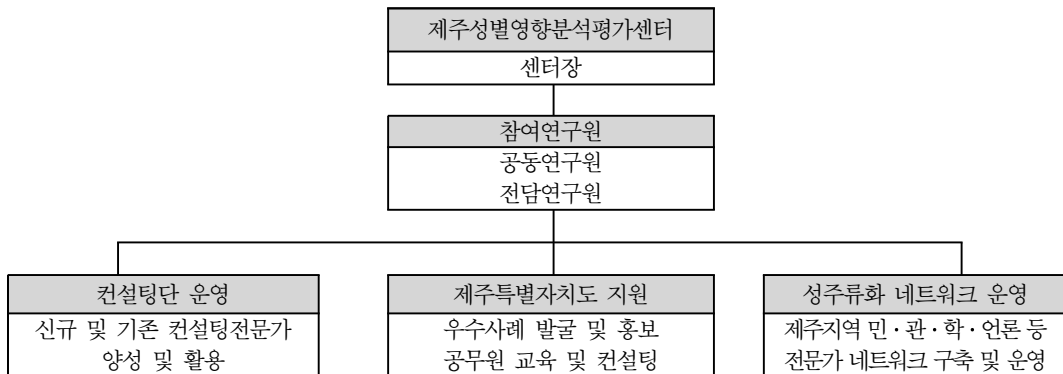 제주성별영향분석평가센터
센터장
참여연구원
공동연구원
전담연구원
컨설팅단 운영
신규 및 기존 컨설팅전문가
양성 및 활용
제주특별자치도 지원
우수사례 발굴 및 홍보
공무원 교육 및 컨설팅
성주류화 네트워크 운영
제주지역 민·관·학·언론 등
전문가 네트워크 구축 및 운영